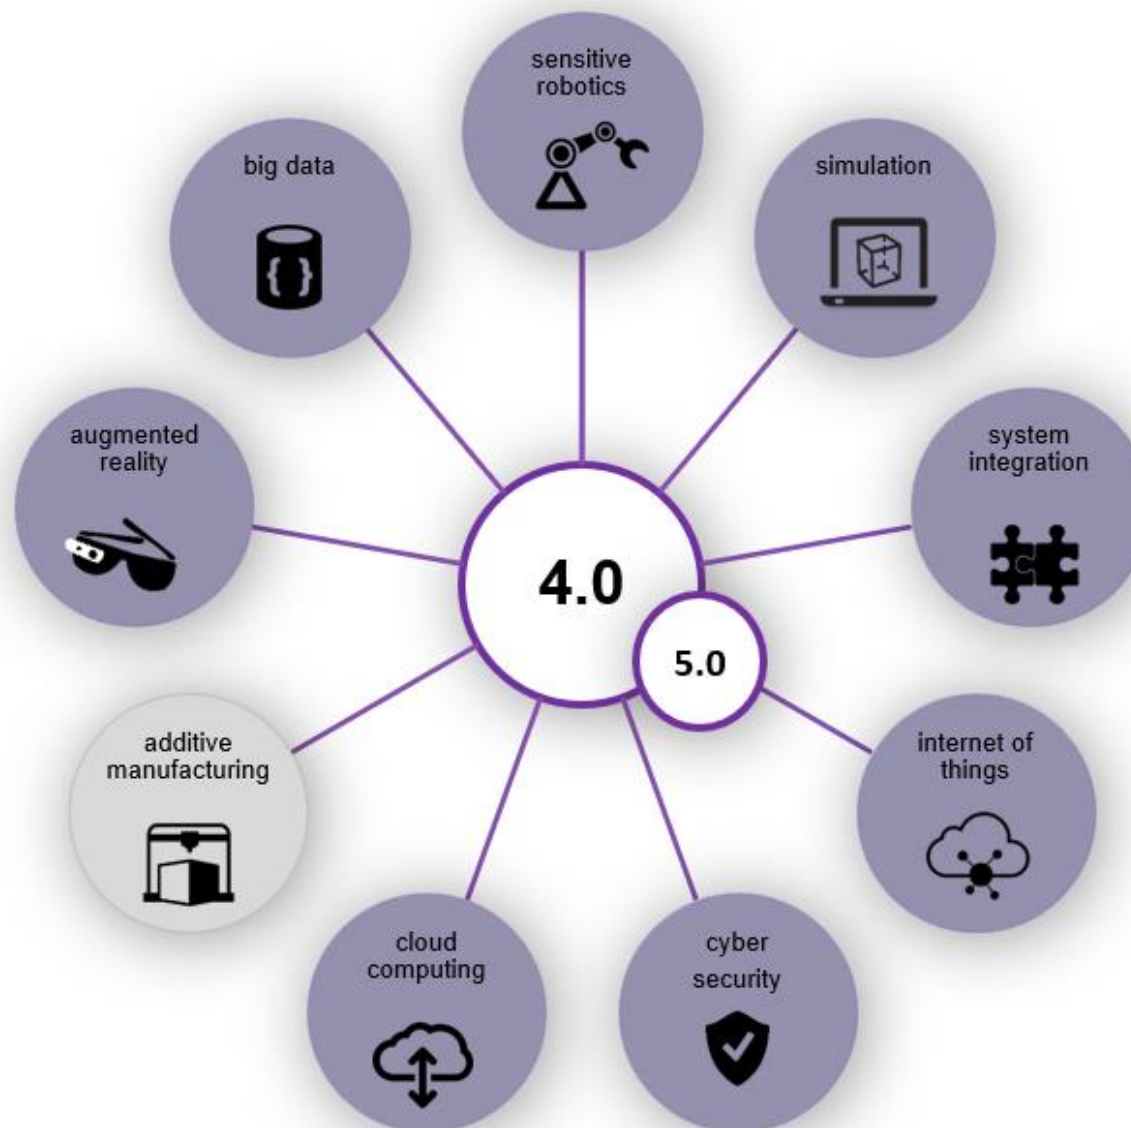 sensitive
robotics
big data
simulation
augmented
reality
system
integration
4.0
5.0
additive
manufacturing
internet of
things
cloud
computing
cyber
security